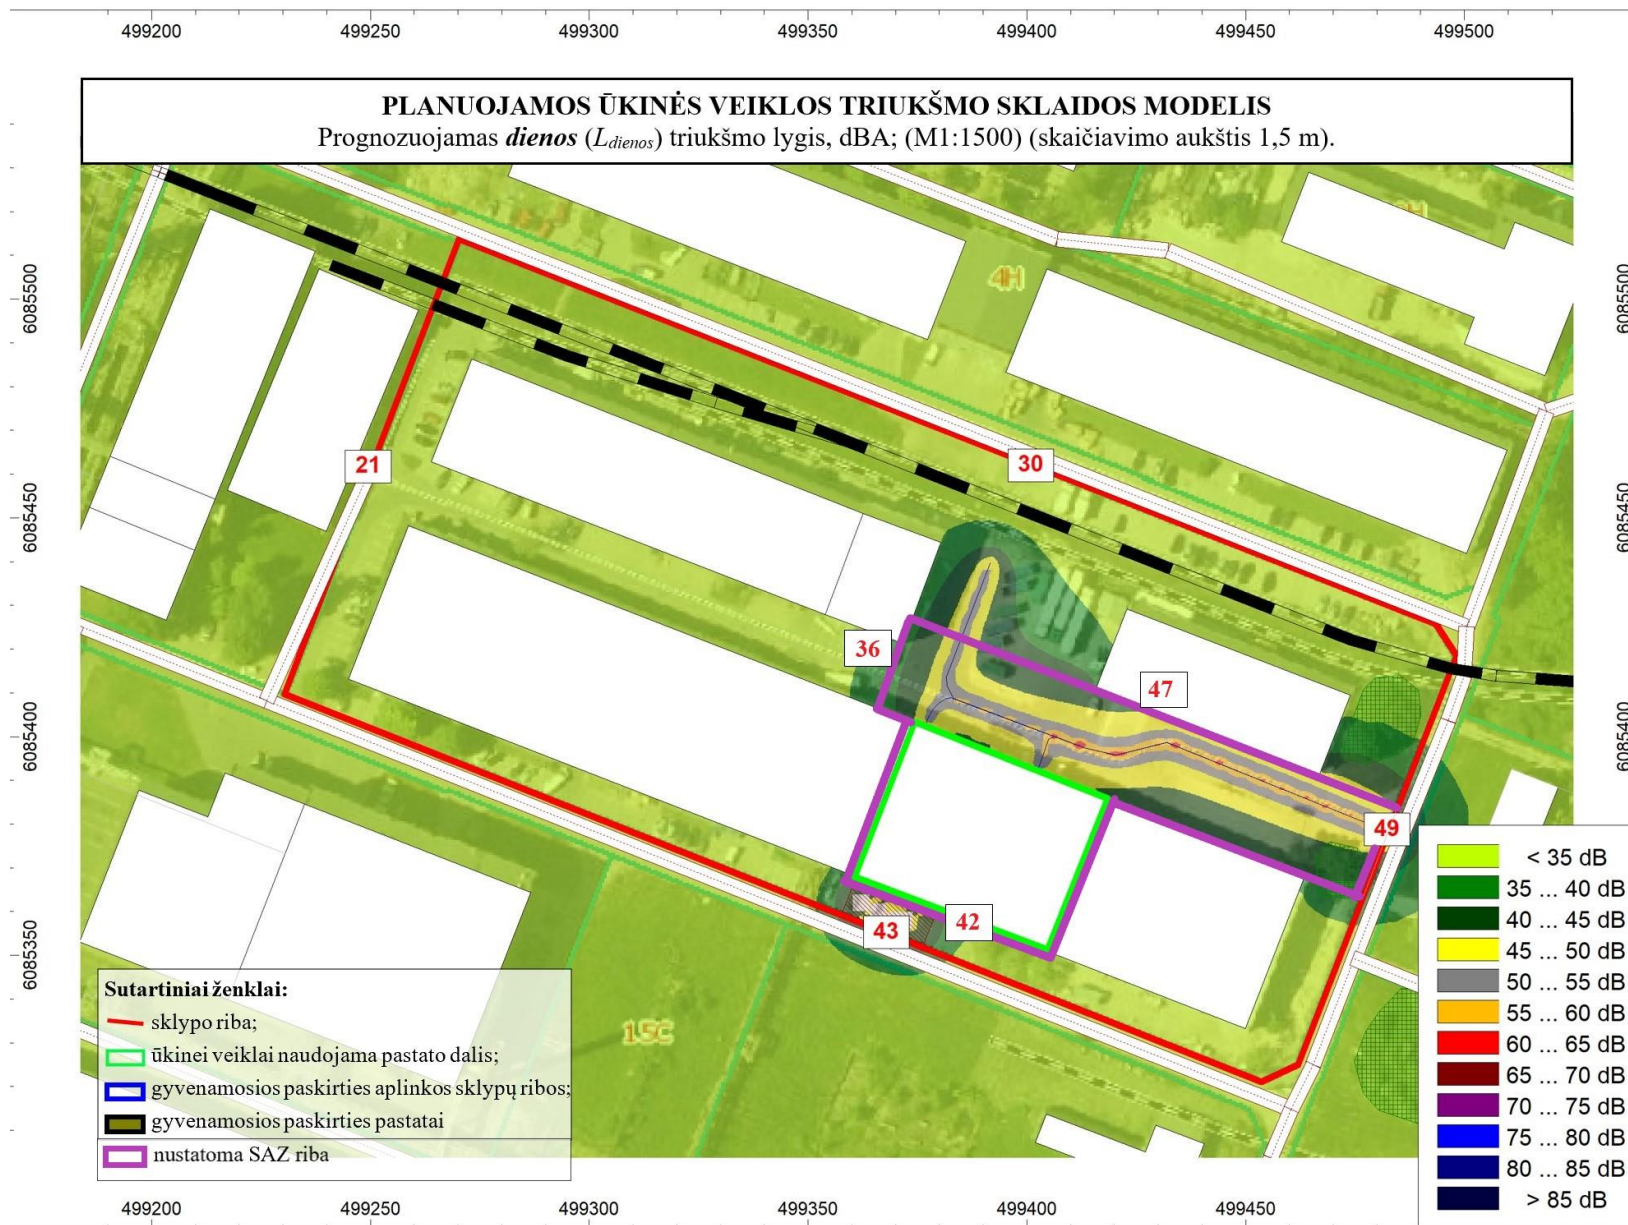 499200 499250 499300 499350 499400 499450 499500
PLANUOJAMOS ŪKINĖS VEIKLOS TRIUKŠMO SKLAIDOS MODELIS
Prognozuojamas dienos (Ldienos) triukšmo lygis, dBA; (M1:1500) (skaičiavimo aukštis 1,5 m).
6085500
6085500
4H
21
30
6085450
6085450
36
47
6085400
6085400
49
43
42
6085350
1.5C
Sutartiniai ženklai:
sklypo riba;
ūkinei veiklai naudojama pastato dalis;
gyvenamosios paskirties aplinkos sklypų ribos;
gyvenamosios paskirties pastatai
nustatoma SAZ riba
< 35 dB
35 ... 40 dB
40 ... 45 dB
45 ... 50 dB
50 ... 55 dB
55 ... 60 dB
60 ... 65 dB
65 ... 70 dB
70 ... 75 dB
75 ... 80 dB
80 ... 85 dB
> 85 dB
499200 499250 499300 499350 499400 499450